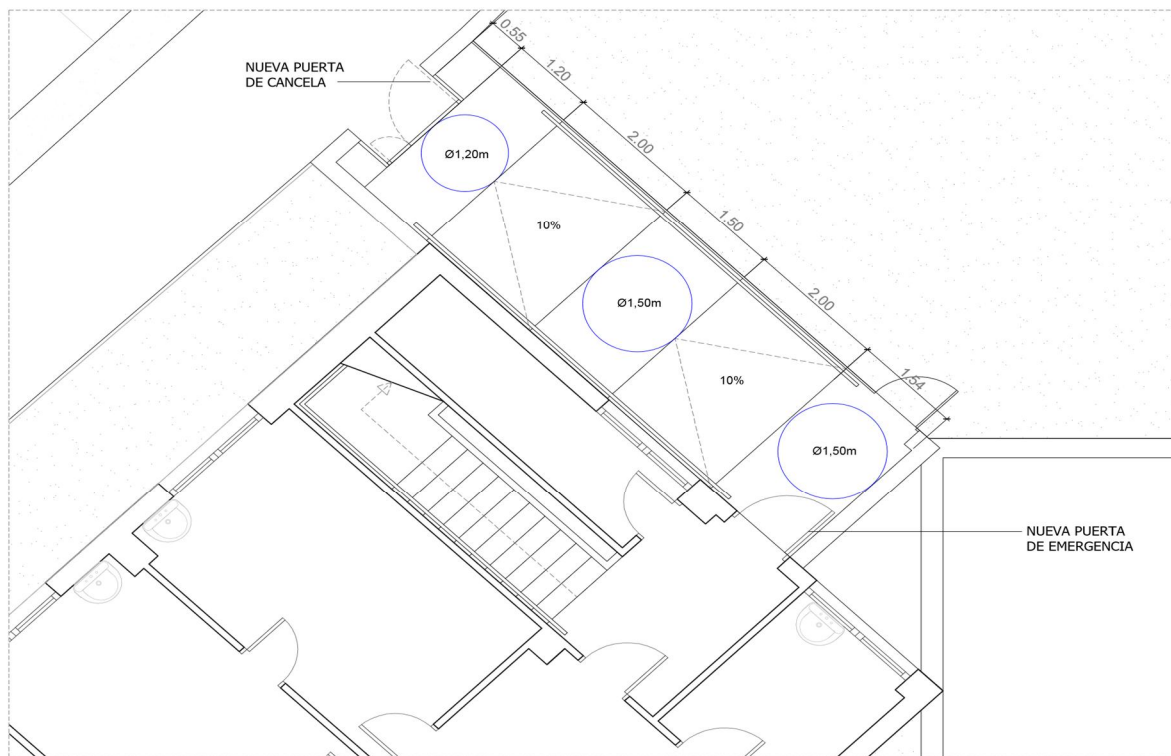 NUEVA PUERTA
DE CANCELA
0.55
1.20
2.00
1.50
2.00
1.54
Ø1,20m
10%
Ø1,50m
10%
Ø1,50m
NUEVA PUERTA
DE EMERGENCIA